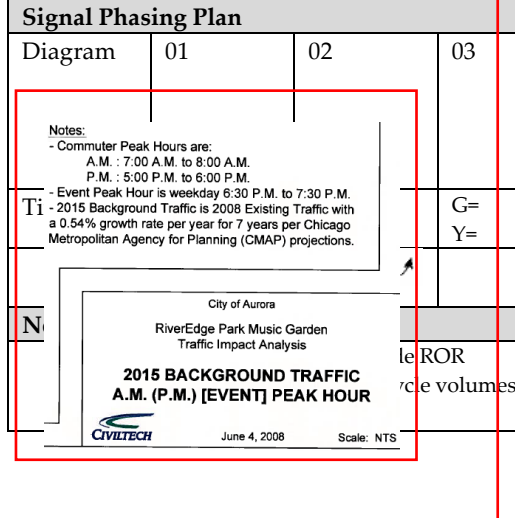 Signal Phasing Plan
Diagram 01 02 03
Notes:
- Commuter Peak Hours are:
A.M. : 7:00 A.M. to 8:00 A.M.
P.M. : 5:00 P.M. to 6:00 P.M.
- Event Peak Hour is weekday 6:30 P.M. to 7:30 P.M.
- 2015 Background Traffic is 2008 Existing Traffic with
a 0.54% growth rate per year for 7 years per Chicago
Metropolitan Agency for Planning (CMAP) projections.
G=
Y=
City of Aurora
RiverEdge Park Music Garden
Traffic Impact Analysis
2015 BACKGROUND TRAFFIC
A.M. (P.M.) [EVENT] PEAK HOUR
ROR
volumes
CIVILTECH June 4, 2008 Scale: NTS